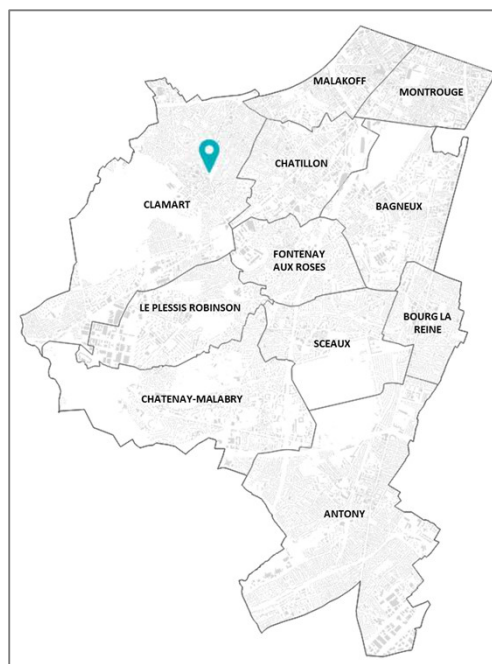 MALAKOFF
MONTROUGE
CHATILLON
CLAMART
BAGNEUX
FONTENAY
AUX ROSES
LE PLESSIS ROBINSON
BOURG LA
REINE
SCEAUX
CHATENAY-MALABRY
ANTONY